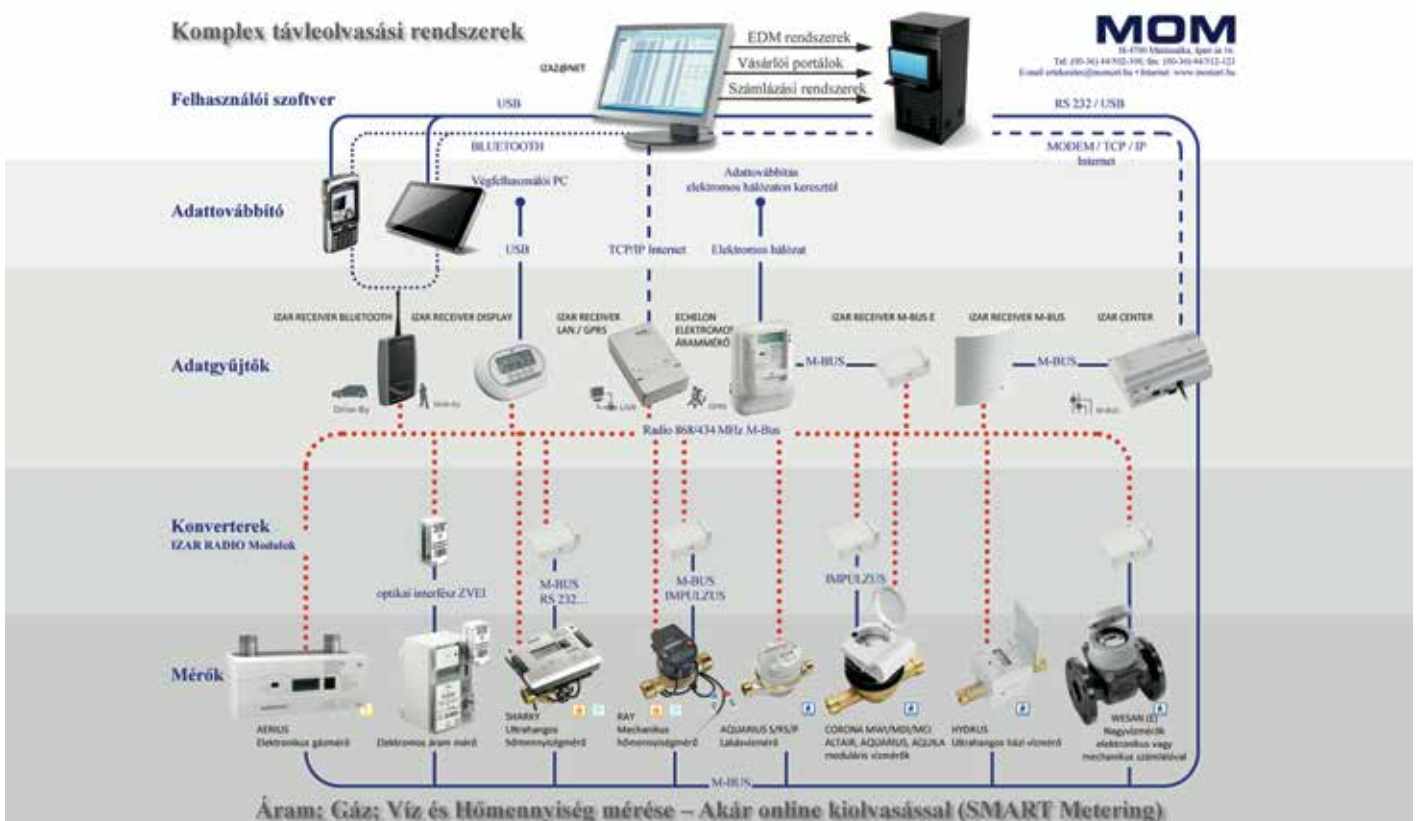 Komplex távleolvasási rendszerek
MOM
EDM rendszerek
IZAZ@NET
Vásárlói portálok
Számlázási rendszerek
Felhasználói szoftver
USB
RS 232 / USB
BLUETOOTH
MODEM / TCP / IP
Internet
Végfelhasználói PC
Adattovábbítás
elektromos hálózaton keresztül
Adattovábbító
USB
TCP/IP Internet
Elektromos hálózat
IZAR RECEIVER BLUETOOTH
IZAR RECEIVER DISPLAY
IZAR RECEIVER
LAN / GPRS
ECHELON
ELEKTROMOS
ÁRAMMÉRŐ
IZAR RECEIVER M-BUS E
IZAR RECEIVER M-BUS
IZAR CENTER
Adatgyűjtők
M-BUS
M-BUS
Drive-By
Walk-By
LAN
GPRS
M-BUS
Radio 868/434 MHz M-Bus
Konverterek
IZAR RADIO Modulok
optikai interfész ZVEI
M-BUS
RS 232...
M-BUS
IMPULZUS
IMPULZUS
Mérők
AERIUS
Elektronikus gázmérő
Elektromos áram mérő
SHARKY
Ultrahangos
hőmennyiségmérő
RAY
Mechanikus
hőmennyiségmérő
AQUARIUS S/RS/P
Lakásvízmérő
CORONA MWI/MDI/MCI
ALTAIR, AQUARIUS, AQUILA
moduláris vízmérők
HYDRUS
Ultrahangos házi vízmérő
WESAN (E)
Nagyvízmérők
elektronikus vagy
mechanikus számlálóval
M-BUS
Áram; Gáz; Víz és Hőmennyiség mérése – Akár online kiolvasással (SMART Metering)